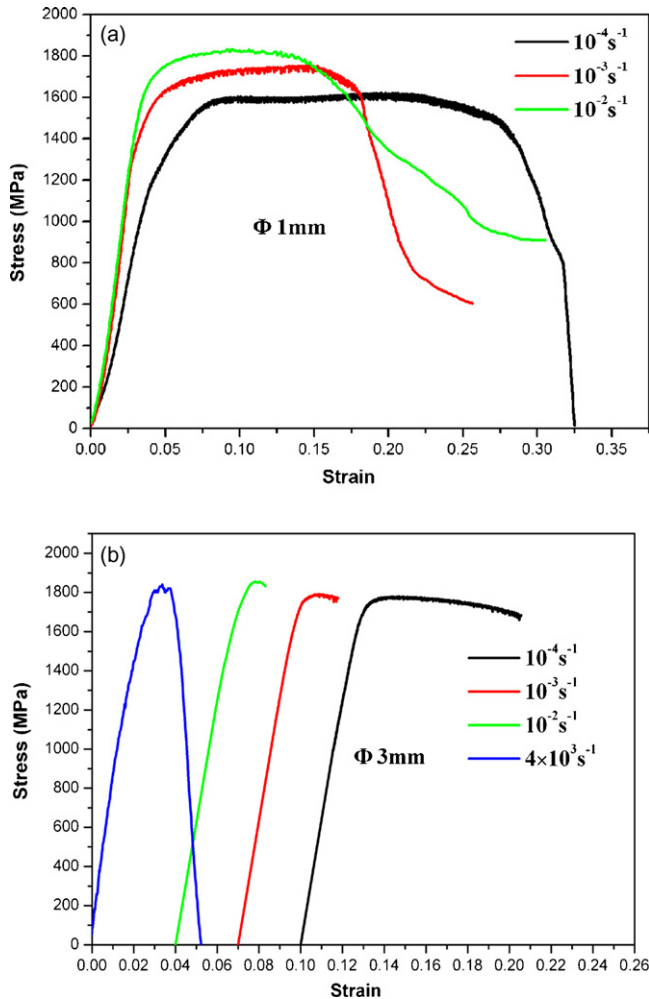 (a)
2000
1800
1600
1400
1200
1000
800
600
400
200
0
Stress (MPa)
10⁻⁴s⁻¹
10⁻³s⁻¹
10⁻²s⁻¹
Φ 1mm
0.00 0.05 0.10 0.15 0.20 0.25 0.30 0.35
Strain
(b)
2000
1800
1600
1400
1200
1000
800
600
400
200
0
Stress (MPa)
10⁻⁴s⁻¹
10⁻³s⁻¹
10⁻²s⁻¹
4×10³s⁻¹
Φ 3mm
0.00 0.02 0.04 0.06 0.08 0.10 0.12 0.14 0.16 0.18 0.20 0.22 0.24 0.26
Strain